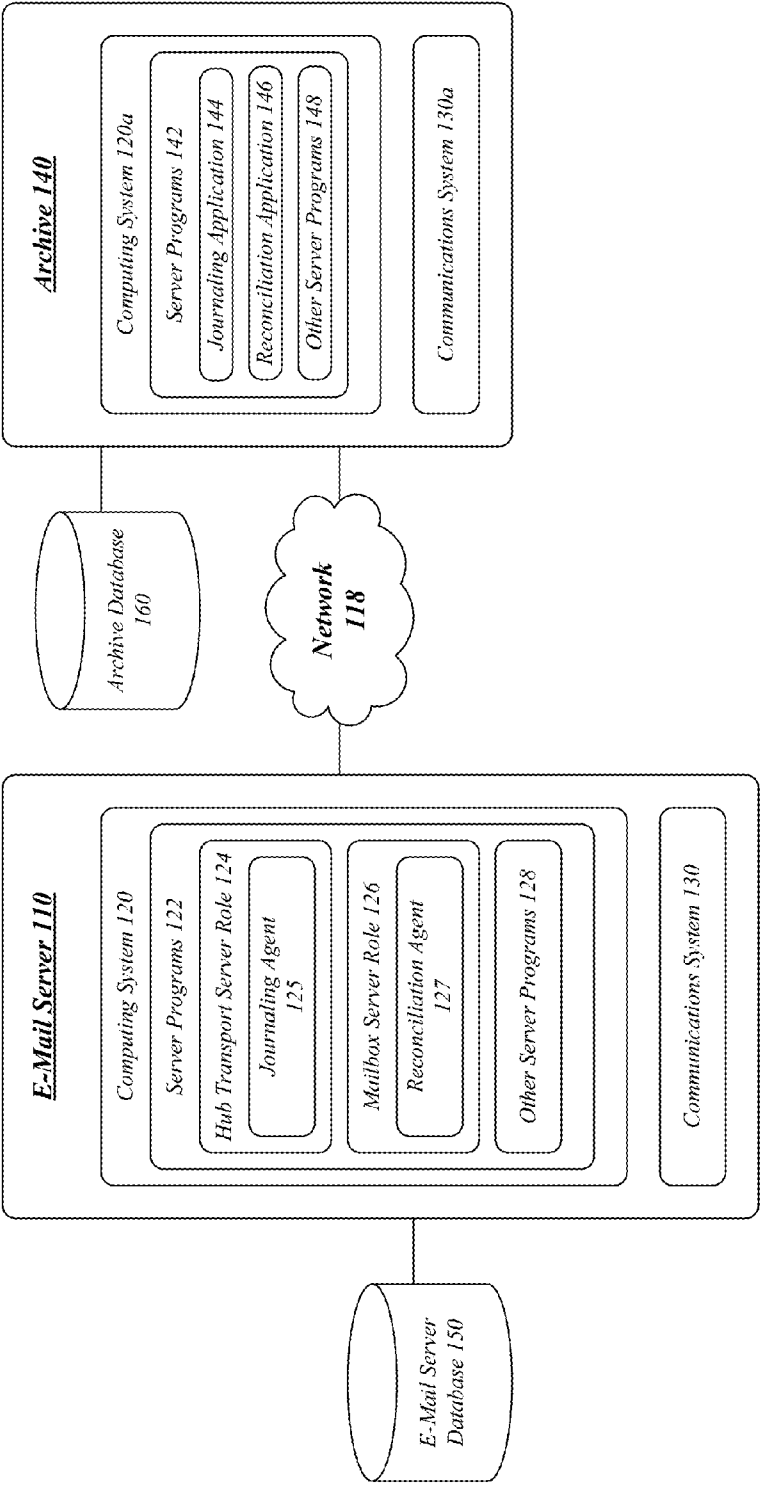 E-Mail Server 110
Computing System 120
Server Programs 122
Hub Transport Server Role 124
Journaling Agent
125
Mailbox Server Role 126
Reconciliation Agent
127
Other Server Programs 128
Communications System 130
E-Mail Server
Database 150
Network
118
Archive Database
160
Archive 140
Computing System 120a
Server Programs 142
Journaling Application 144
Reconciliation Application 146
Other Server Programs 148
Communications System 130a